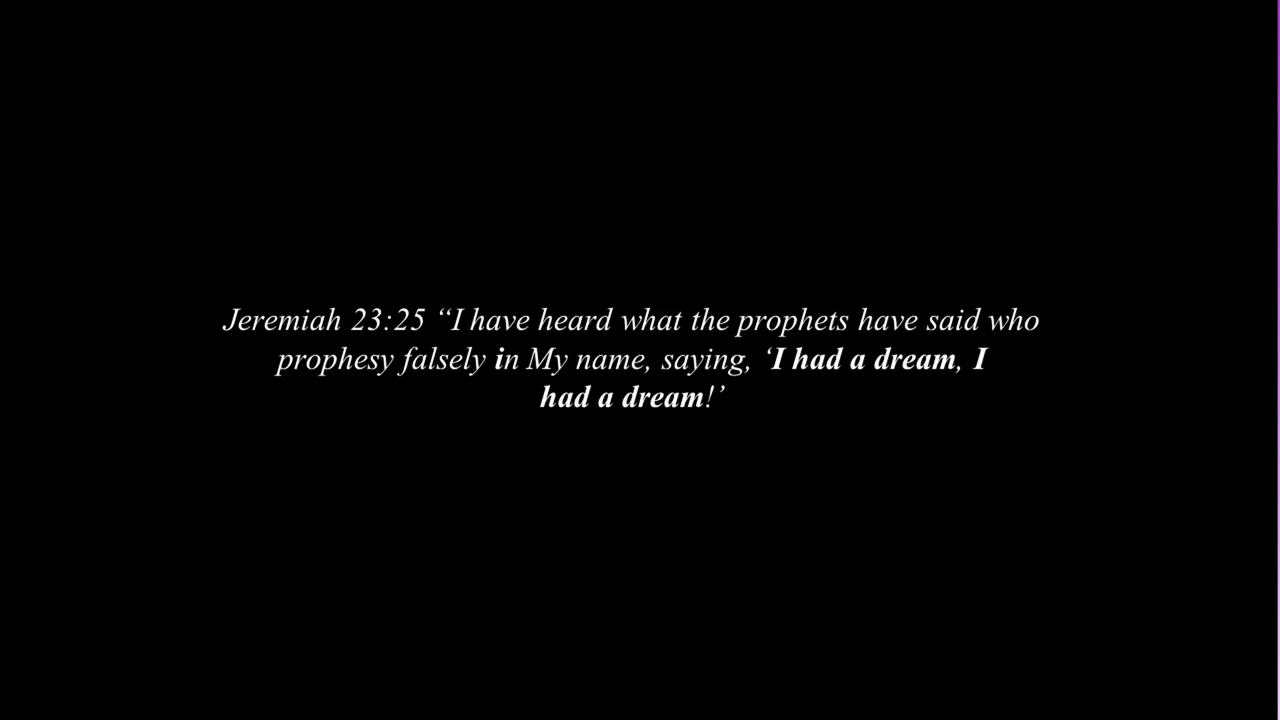 Jeremiah 23:25 “I have heard what the prophets have said who
prophesy falsely in My name, saying, ‘I had a dream, I
had a dream!’